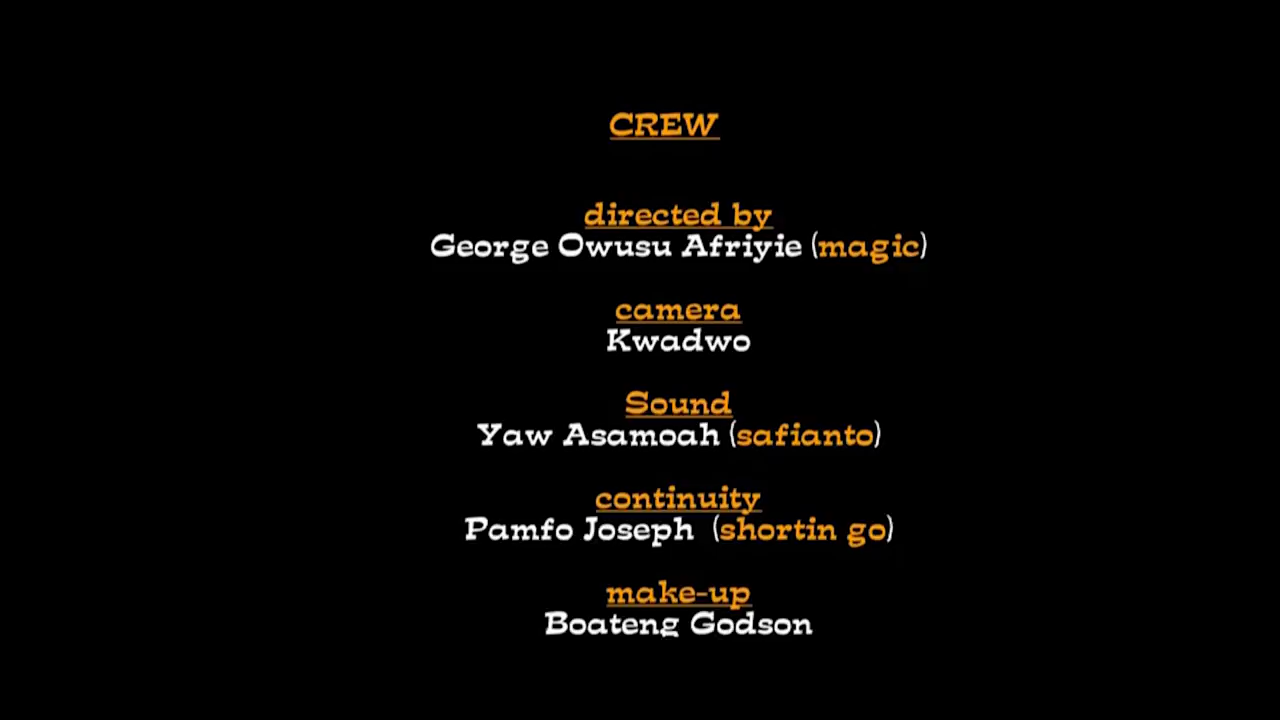 CREW
directed by
George Owusu Afriyie (magic)
camera
Kwadwo
Sound
Yaw Asamoah (safianto)
continuity
Pamfo Joseph (shortin go)
make-up
Boateng Godson